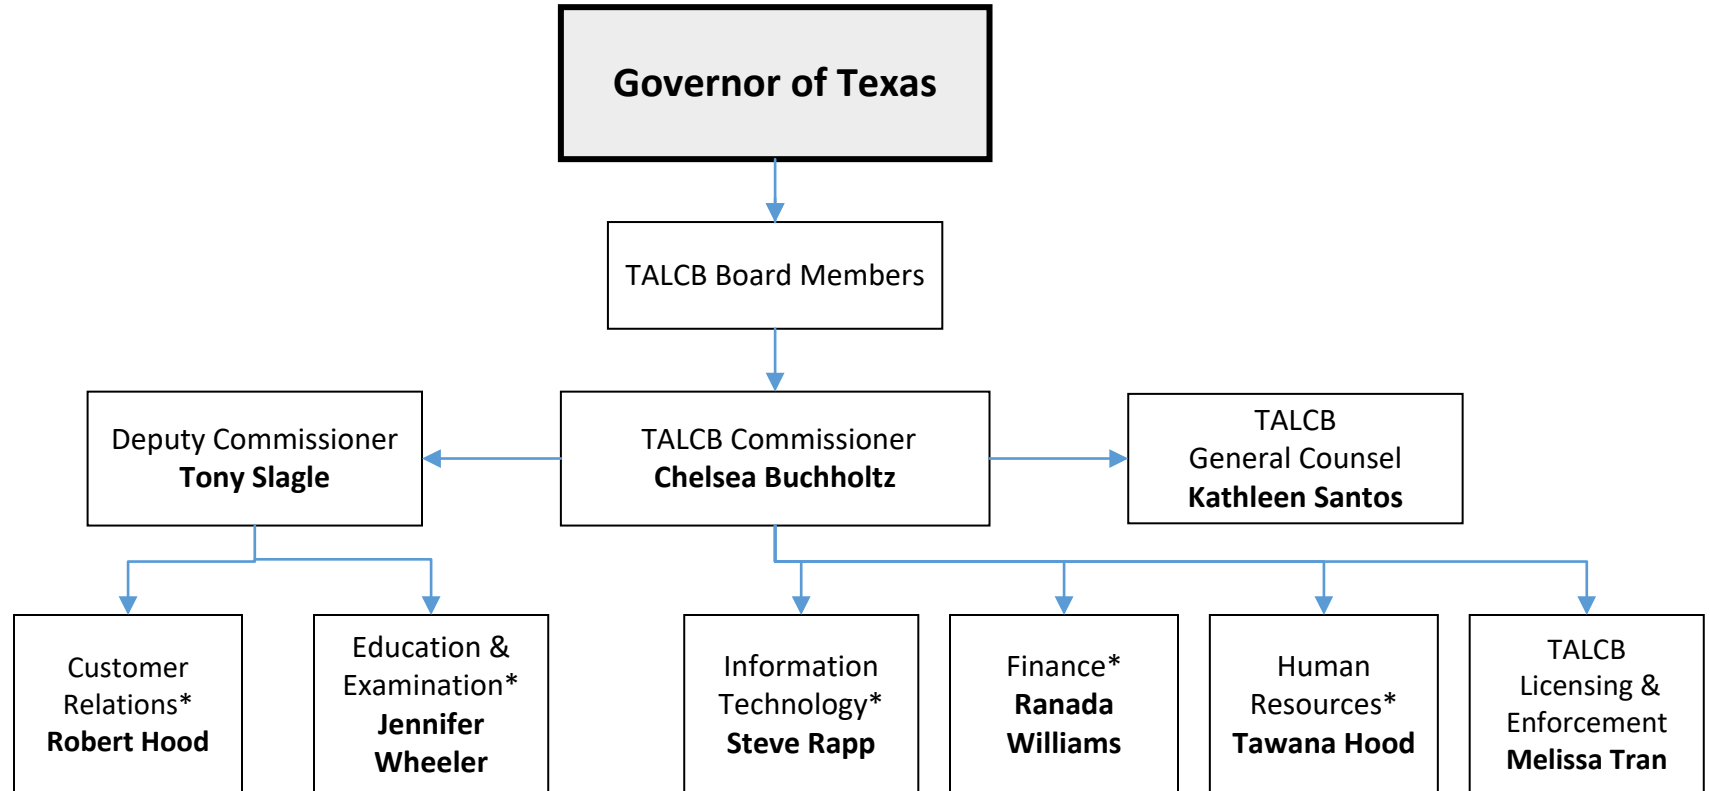 Governor of Texas
TALCB Board Members
Deputy Commissioner
Tony Slagle
TALCB Commissioner
Chelsea Buchholtz
TALCB
General Counsel
Kathleen Santos
Customer
Relations*
Robert Hood
Education &
Examination*
Jennifer
Wheeler
Information
Technology*
Steve Rapp
Finance*
Ranada
Williams
Human
Resources*
Tawana Hood
TALCB
Licensing &
Enforcement
Melissa Tran